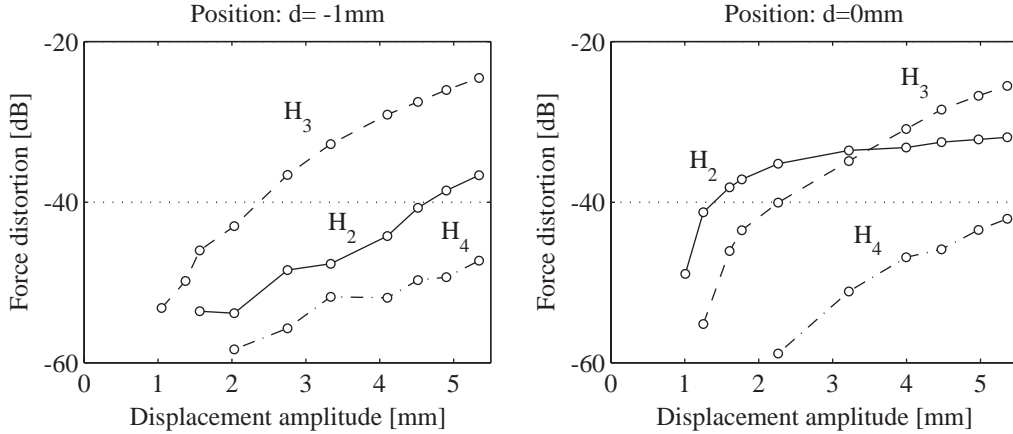 Position: d= -1mm
-20
-40
-60
Force distortion [dB]
H3
H2
H4
0 1 2 3 4 5
Displacement amplitude [mm]
Position: d=0mm
-20
-40
-60
Force distortion [dB]
H3
H2
H4
0 1 2 3 4 5
Displacement amplitude [mm]